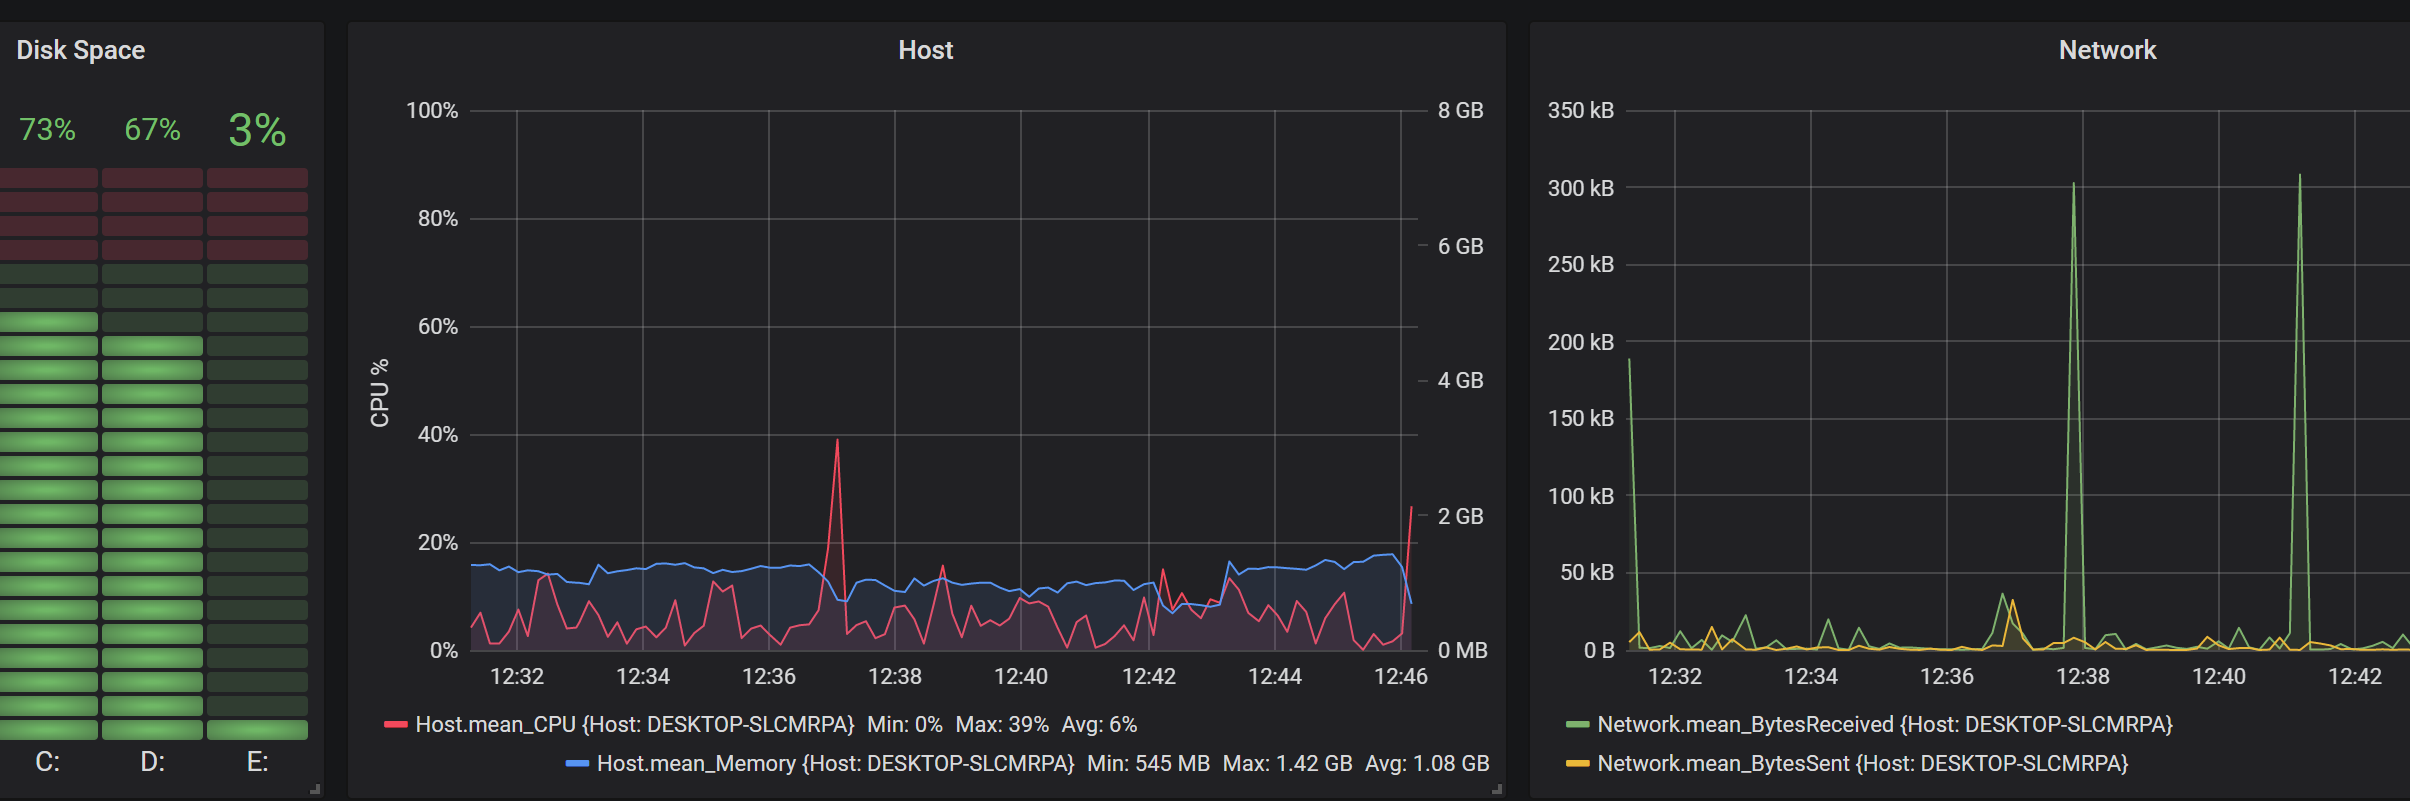 Disk Space
73% 67% 3%
C: D: E:
Host
100%
80%
60%
40%
20%
0%
CPU %
8 GB
6 GB
4 GB
2 GB
0 MB
12:32 12:34 12:36 12:38 12:40 12:42 12:44 12:46
Host.mean_CPU {Host: DESKTOP-SLCMRPA} Min: 0% Max: 39% Avg: 6%
Host.mean_Memory {Host: DESKTOP-SLCMRPA} Min: 545 MB Max: 1.42 GB Avg: 1.08 GB
Network
350 kB
300 kB
250 kB
200 kB
150 kB
100 kB
50 kB
0 B
12:32 12:34 12:36 12:38 12:40 12:42
Network.mean_BytesReceived {Host: DESKTOP-SLCMRPA}
Network.mean_BytesSent {Host: DESKTOP-SLCMRPA}